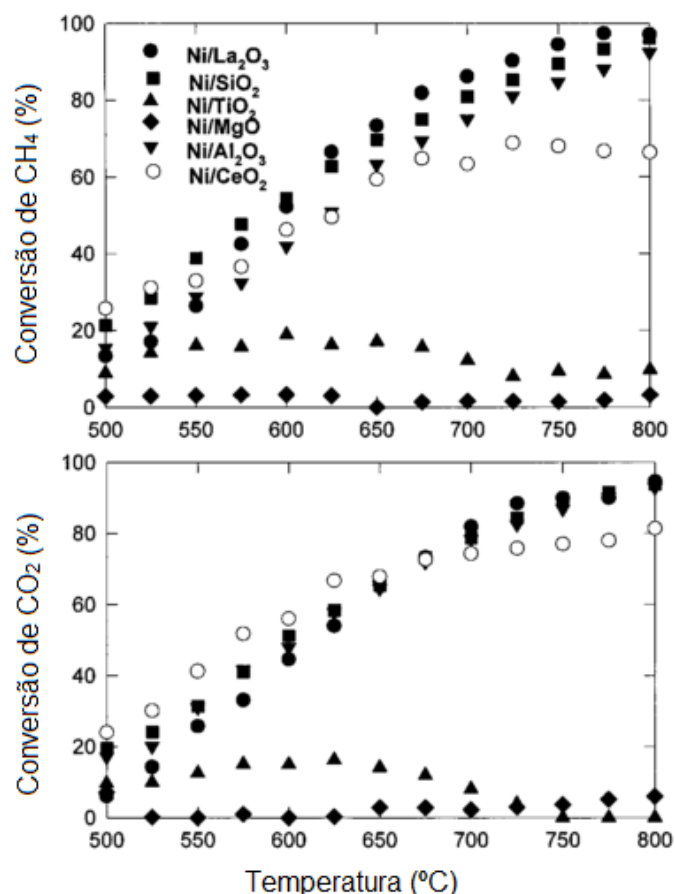 100
80
60
40
20
0
Conversão de CH₄ (%)
Ni/La₂O₃
Ni/SiO₂
Ni/TiO₂
Ni/MgO
Ni/Al₂O₃
Ni/CeO₂
500 550 600 650 700 750 800
100
80
60
40
20
0
Conversão de CO₂ (%)
500 550 600 650 700 750 800
Temperatura (ºC)